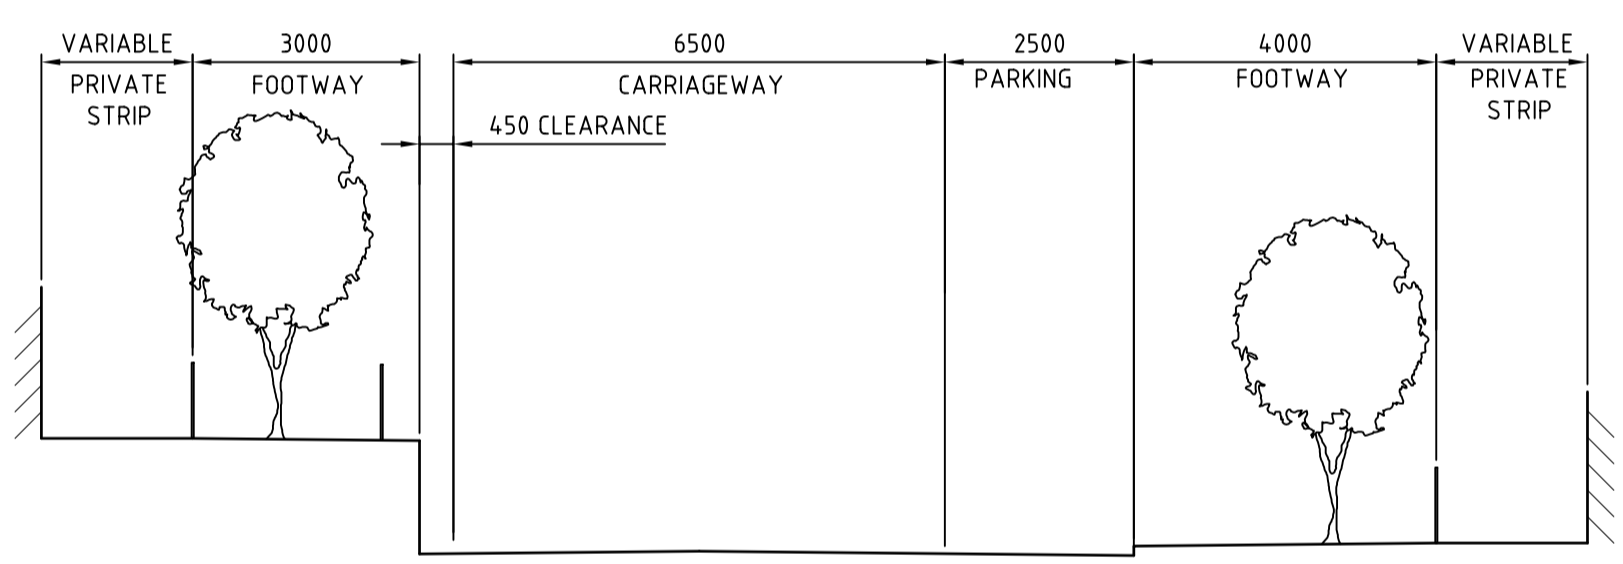 VARIABLE 3000 6500 2500 4000 VARIABLE
PRIVATE STRIP
FOOTWAY
CARRIAGEWAY
PARKING
FOOTWAY
PRIVATE STRIP
450 CLEARANCE